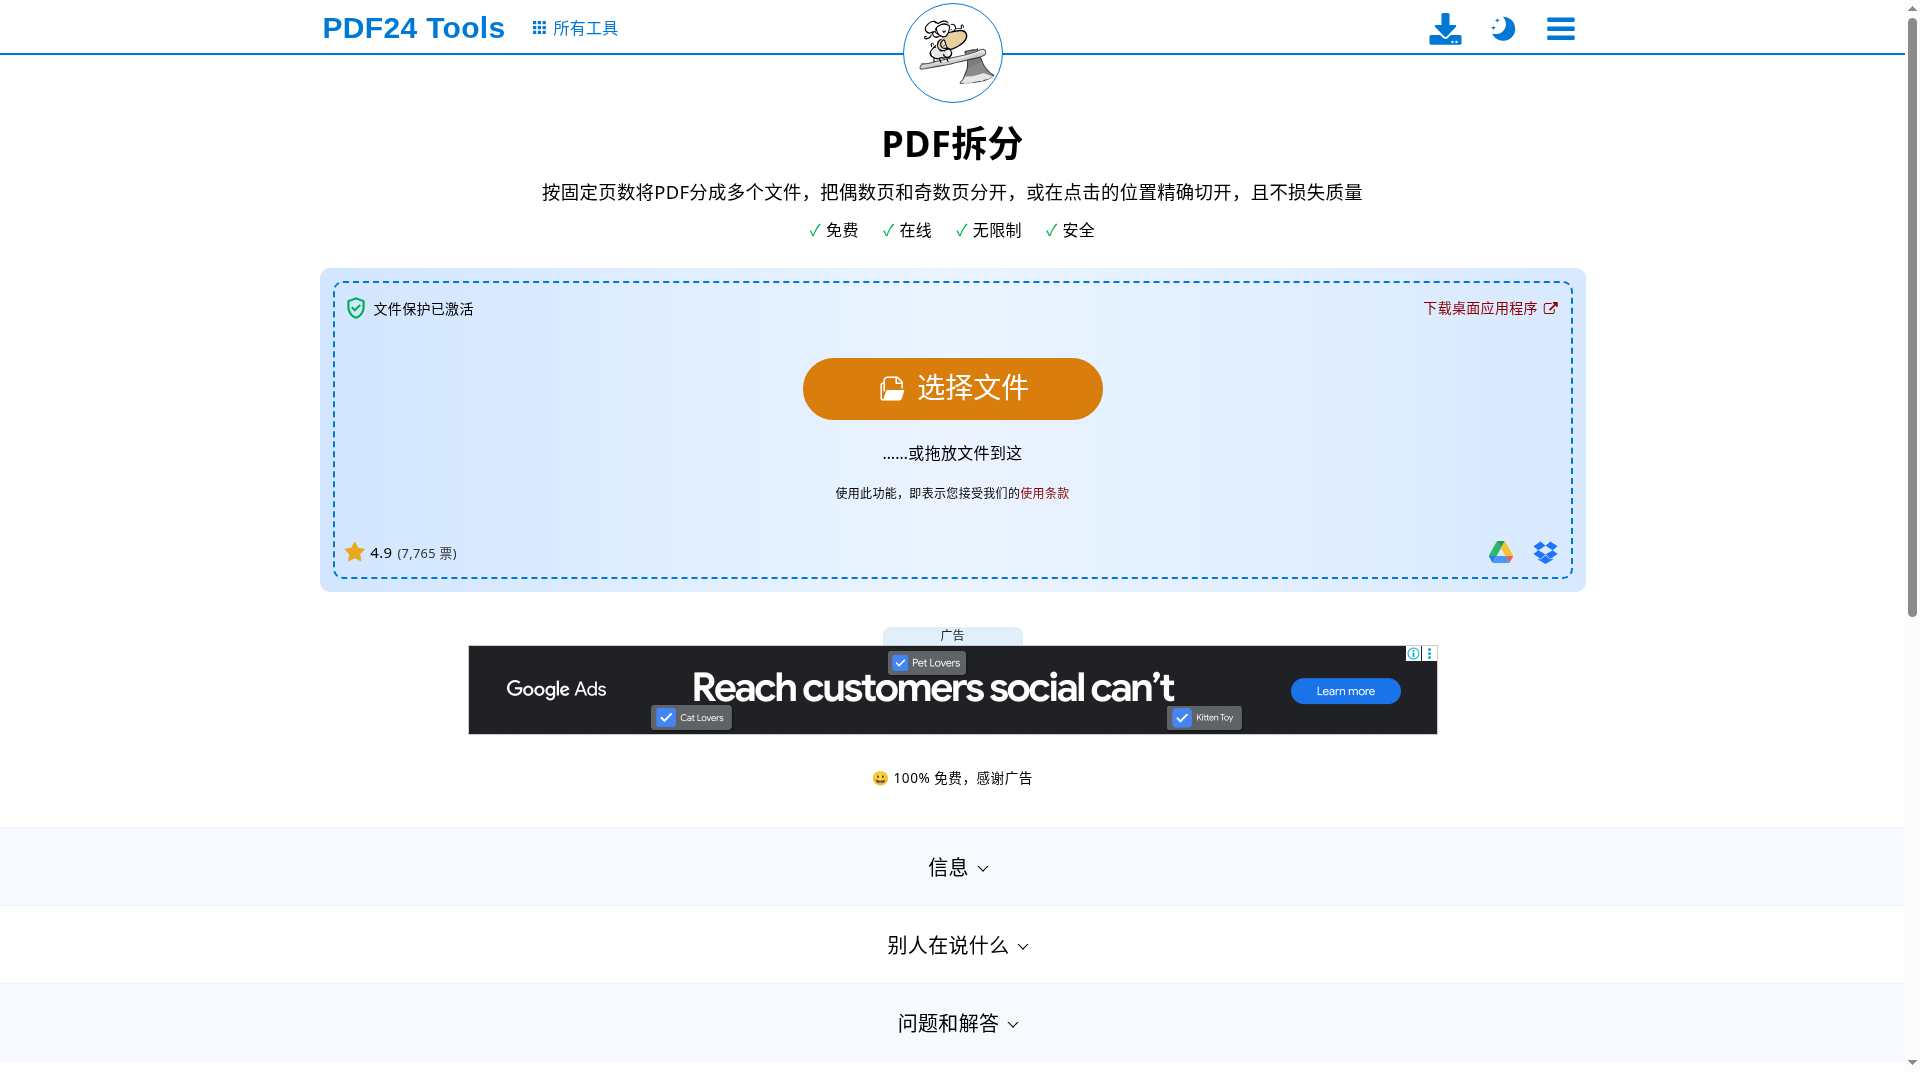 PDF24 Tools
所有工具
PDF拆分
按固定页数将PDF分成多个文件，把偶数页和奇数页分开，或在点击的位置精确切开，且不损失质量
✓ 免费 ✓ 在线 ✓ 无限制 ✓ 安全
文件保护已激活
下载桌面应用程序
选择文件
……或拖放文件到这
使用此功能，即表示您接受我们的使用条款
4.9 (7,765 票)
广告
Pet Lovers
Google Ads
Reach customers social can't
Learn more
Cat Lovers
Kitten Toy
😀 100% 免费，感谢广告
信息
别人在说什么
问题和解答